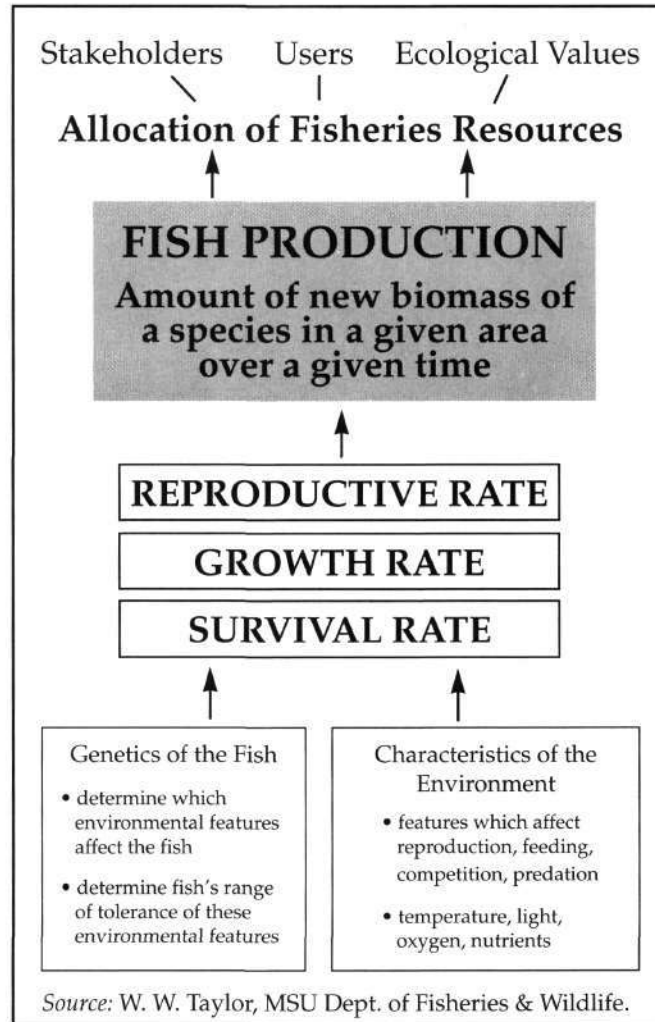 Stakeholders Users Ecological Values
Allocation of Fisheries Resources
FISH PRODUCTION
Amount of new biomass of
a species in a given area
over a given time
REPRODUCTIVE RATE
GROWTH RATE
SURVIVAL RATE
Genetics of the Fish
• determine which
environmental features
affect the fish
• determine fish's range
of tolerance of these
environmental features
Characteristics of the
Environment
• features which affect
reproduction, feeding,
competition, predation
• temperature, light,
oxygen, nutrients
Source: W. W. Taylor, MSU Dept. of Fisheries & Wildlife.